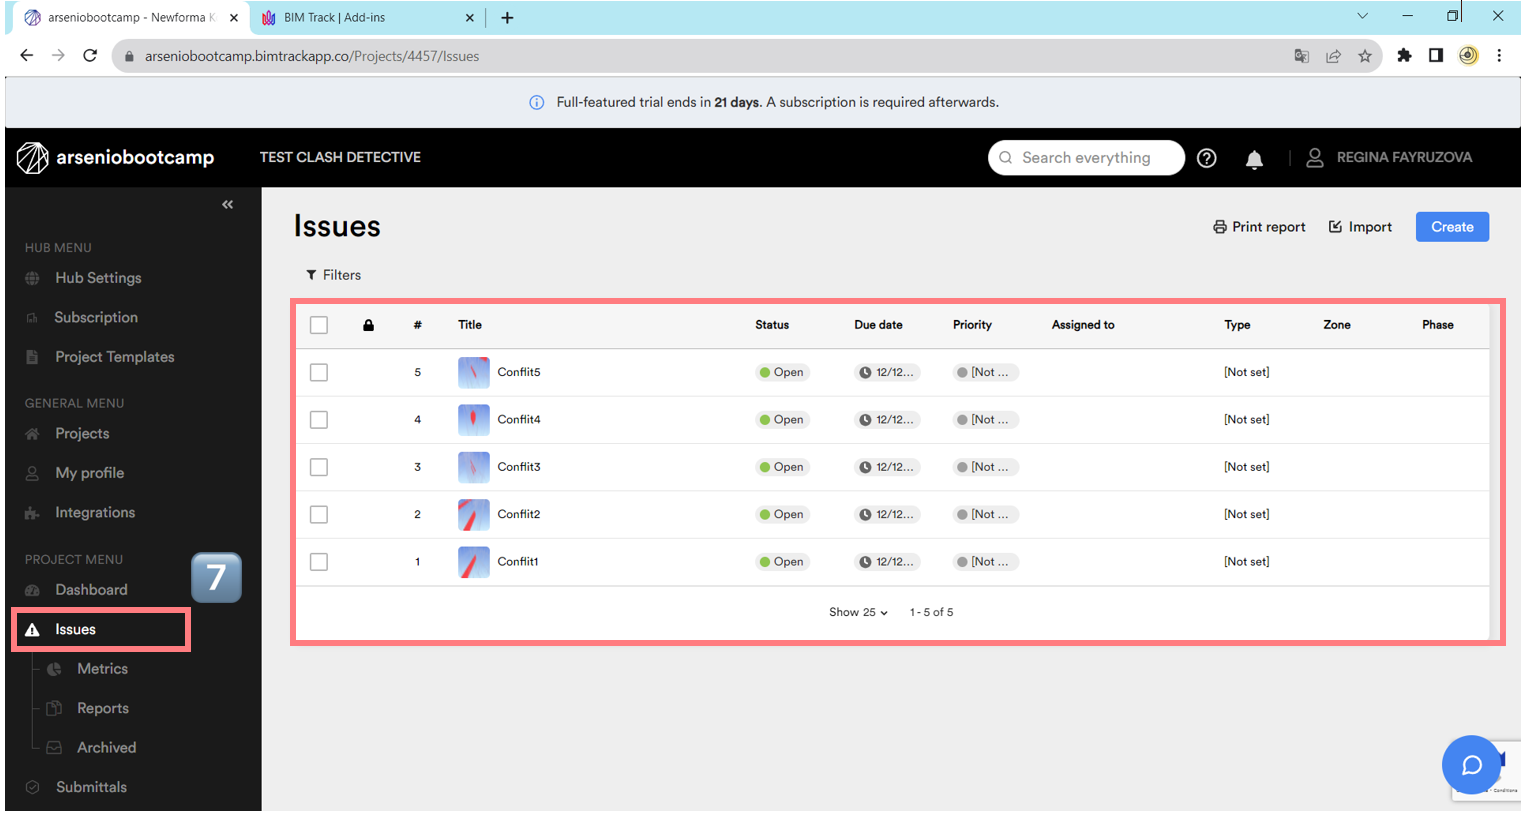 arseniobootcamp - Newforma K
BIM Track | Add-ins
arseniobootcamp.bimtrackapp.co/Projects/4457/Issues
Full-featured trial ends in 21 days. A subscription is required afterwards.
arseniobootcamp
TEST CLASH DETECTIVE
Search everything
REGINA FAYRUZOVA
HUB MENU
Hub Settings
Subscription
Project Templates
GENERAL MENU
Projects
My profile
Integrations
PROJECT MENU
Dashboard
7
Issues
Metrics
Reports
Archived
Submittals
Issues
Print report
Import
Create
Filters
# Title Status Due date Priority Assigned to Type Zone Phase
5 Conflit5 Open 12/12... [Not ... [Not set]
4 Conflit4 Open 12/12... [Not ... [Not set]
3 Conflit3 Open 12/12... [Not ... [Not set]
2 Conflit2 Open 12/12... [Not ... [Not set]
1 Conflit1 Open 12/12... [Not ... [Not set]
Show 25 1 - 5 of 5
- Conditions